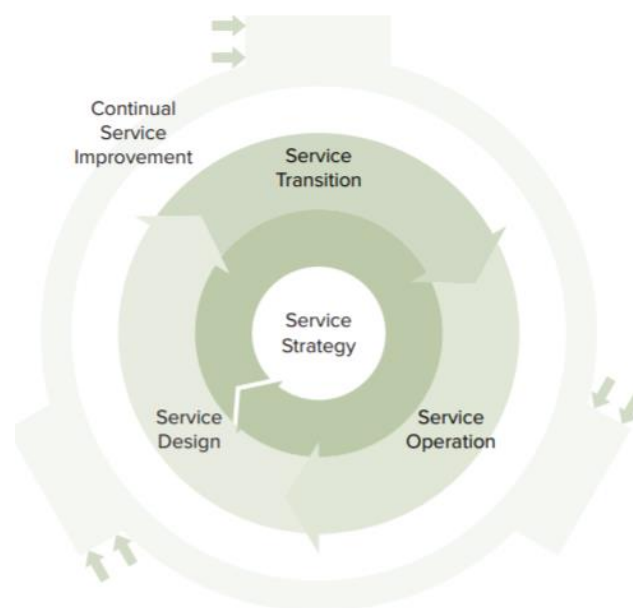 Continual
Service
Improvement
Service
Transition
Service
Strategy
Service
Design
Service
Operation